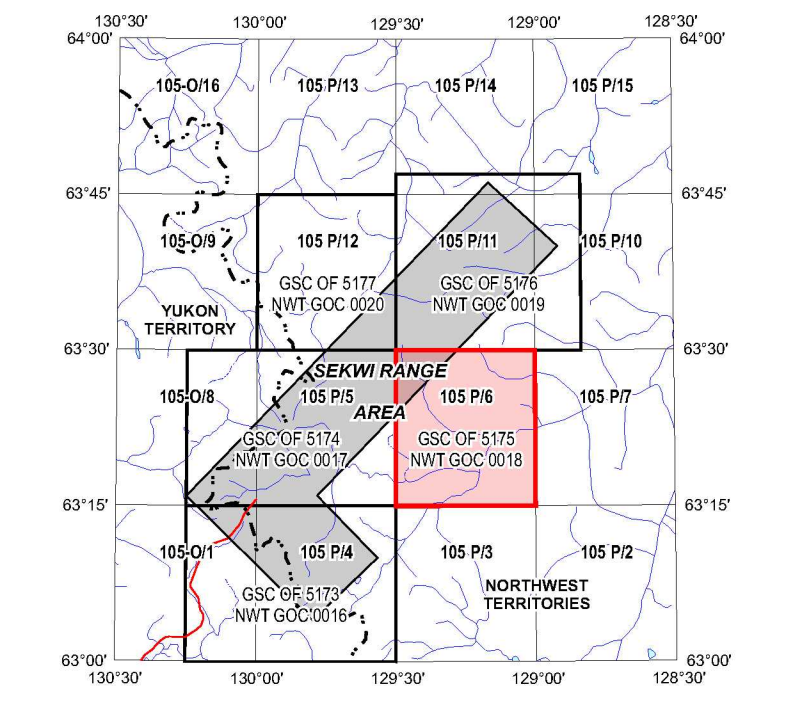 130°30' 130°00' 129°30' 129°00' 128°30'
64°00' 64°00'
105-O/16 105 P/13 105 P/14 105 P/15
63°45' 63°45'
105-O/9 105 P/12 105 P/11 105 P/10
GSC OF 5177 GSC OF 5176
NWT GOC 0020 NWT GOC 0019
YUKON
TERRITORY
63°30' 63°30'
SEKWI RANGE
105-O/8 105 P/5 105 P/6 105 P/7
AREA
GSC OF 5174 GSC OF 5175
NWT GOC 0017 NWT GOC 0018
63°15' 63°15'
105-O/1 105 P/4 105 P/3 105 P/2
NORTHWEST
TERRITORIES
GSC OF 5173
NWT GOC 0016
63°00' 63°00'
130°30' 130°00' 129°30' 129°00' 128°30'